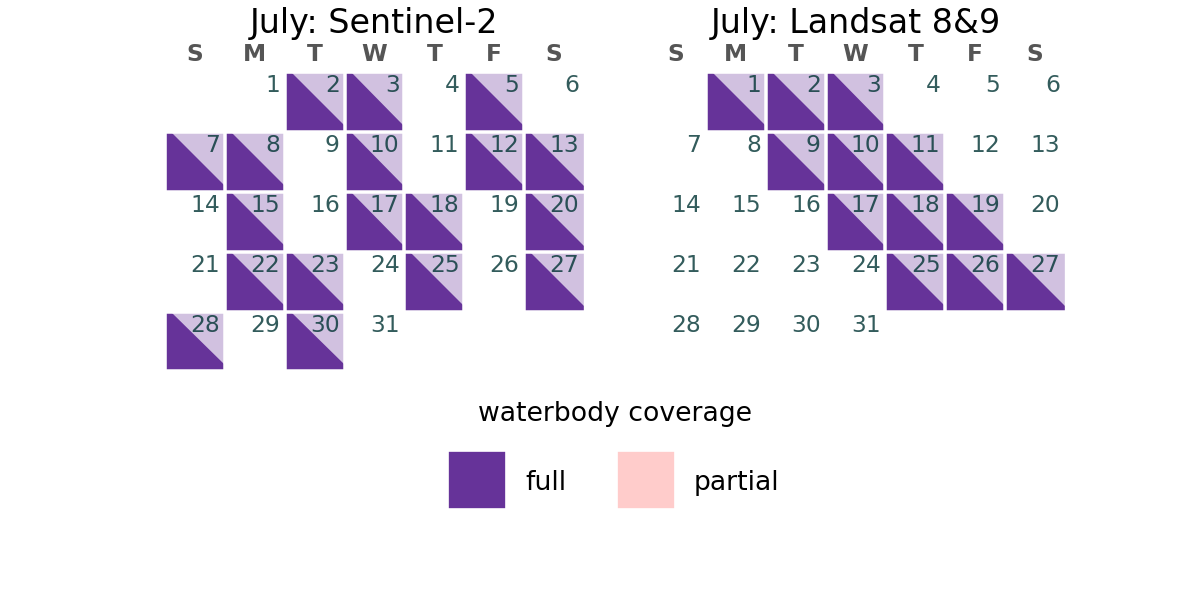 July: Sentinel-2
S M T W T F S
1 2 3 4 5 6
7 8 9 10 11 12 13
14 15 16 17 18 19 20
21 22 23 24 25 26 27
28 29 30 31
July: Landsat 8&9
S M T W T F S
1 2 3 4 5 6
7 8 9 10 11 12 13
14 15 16 17 18 19 20
21 22 23 24 25 26 27
28 29 30 31
waterbody coverage
full partial